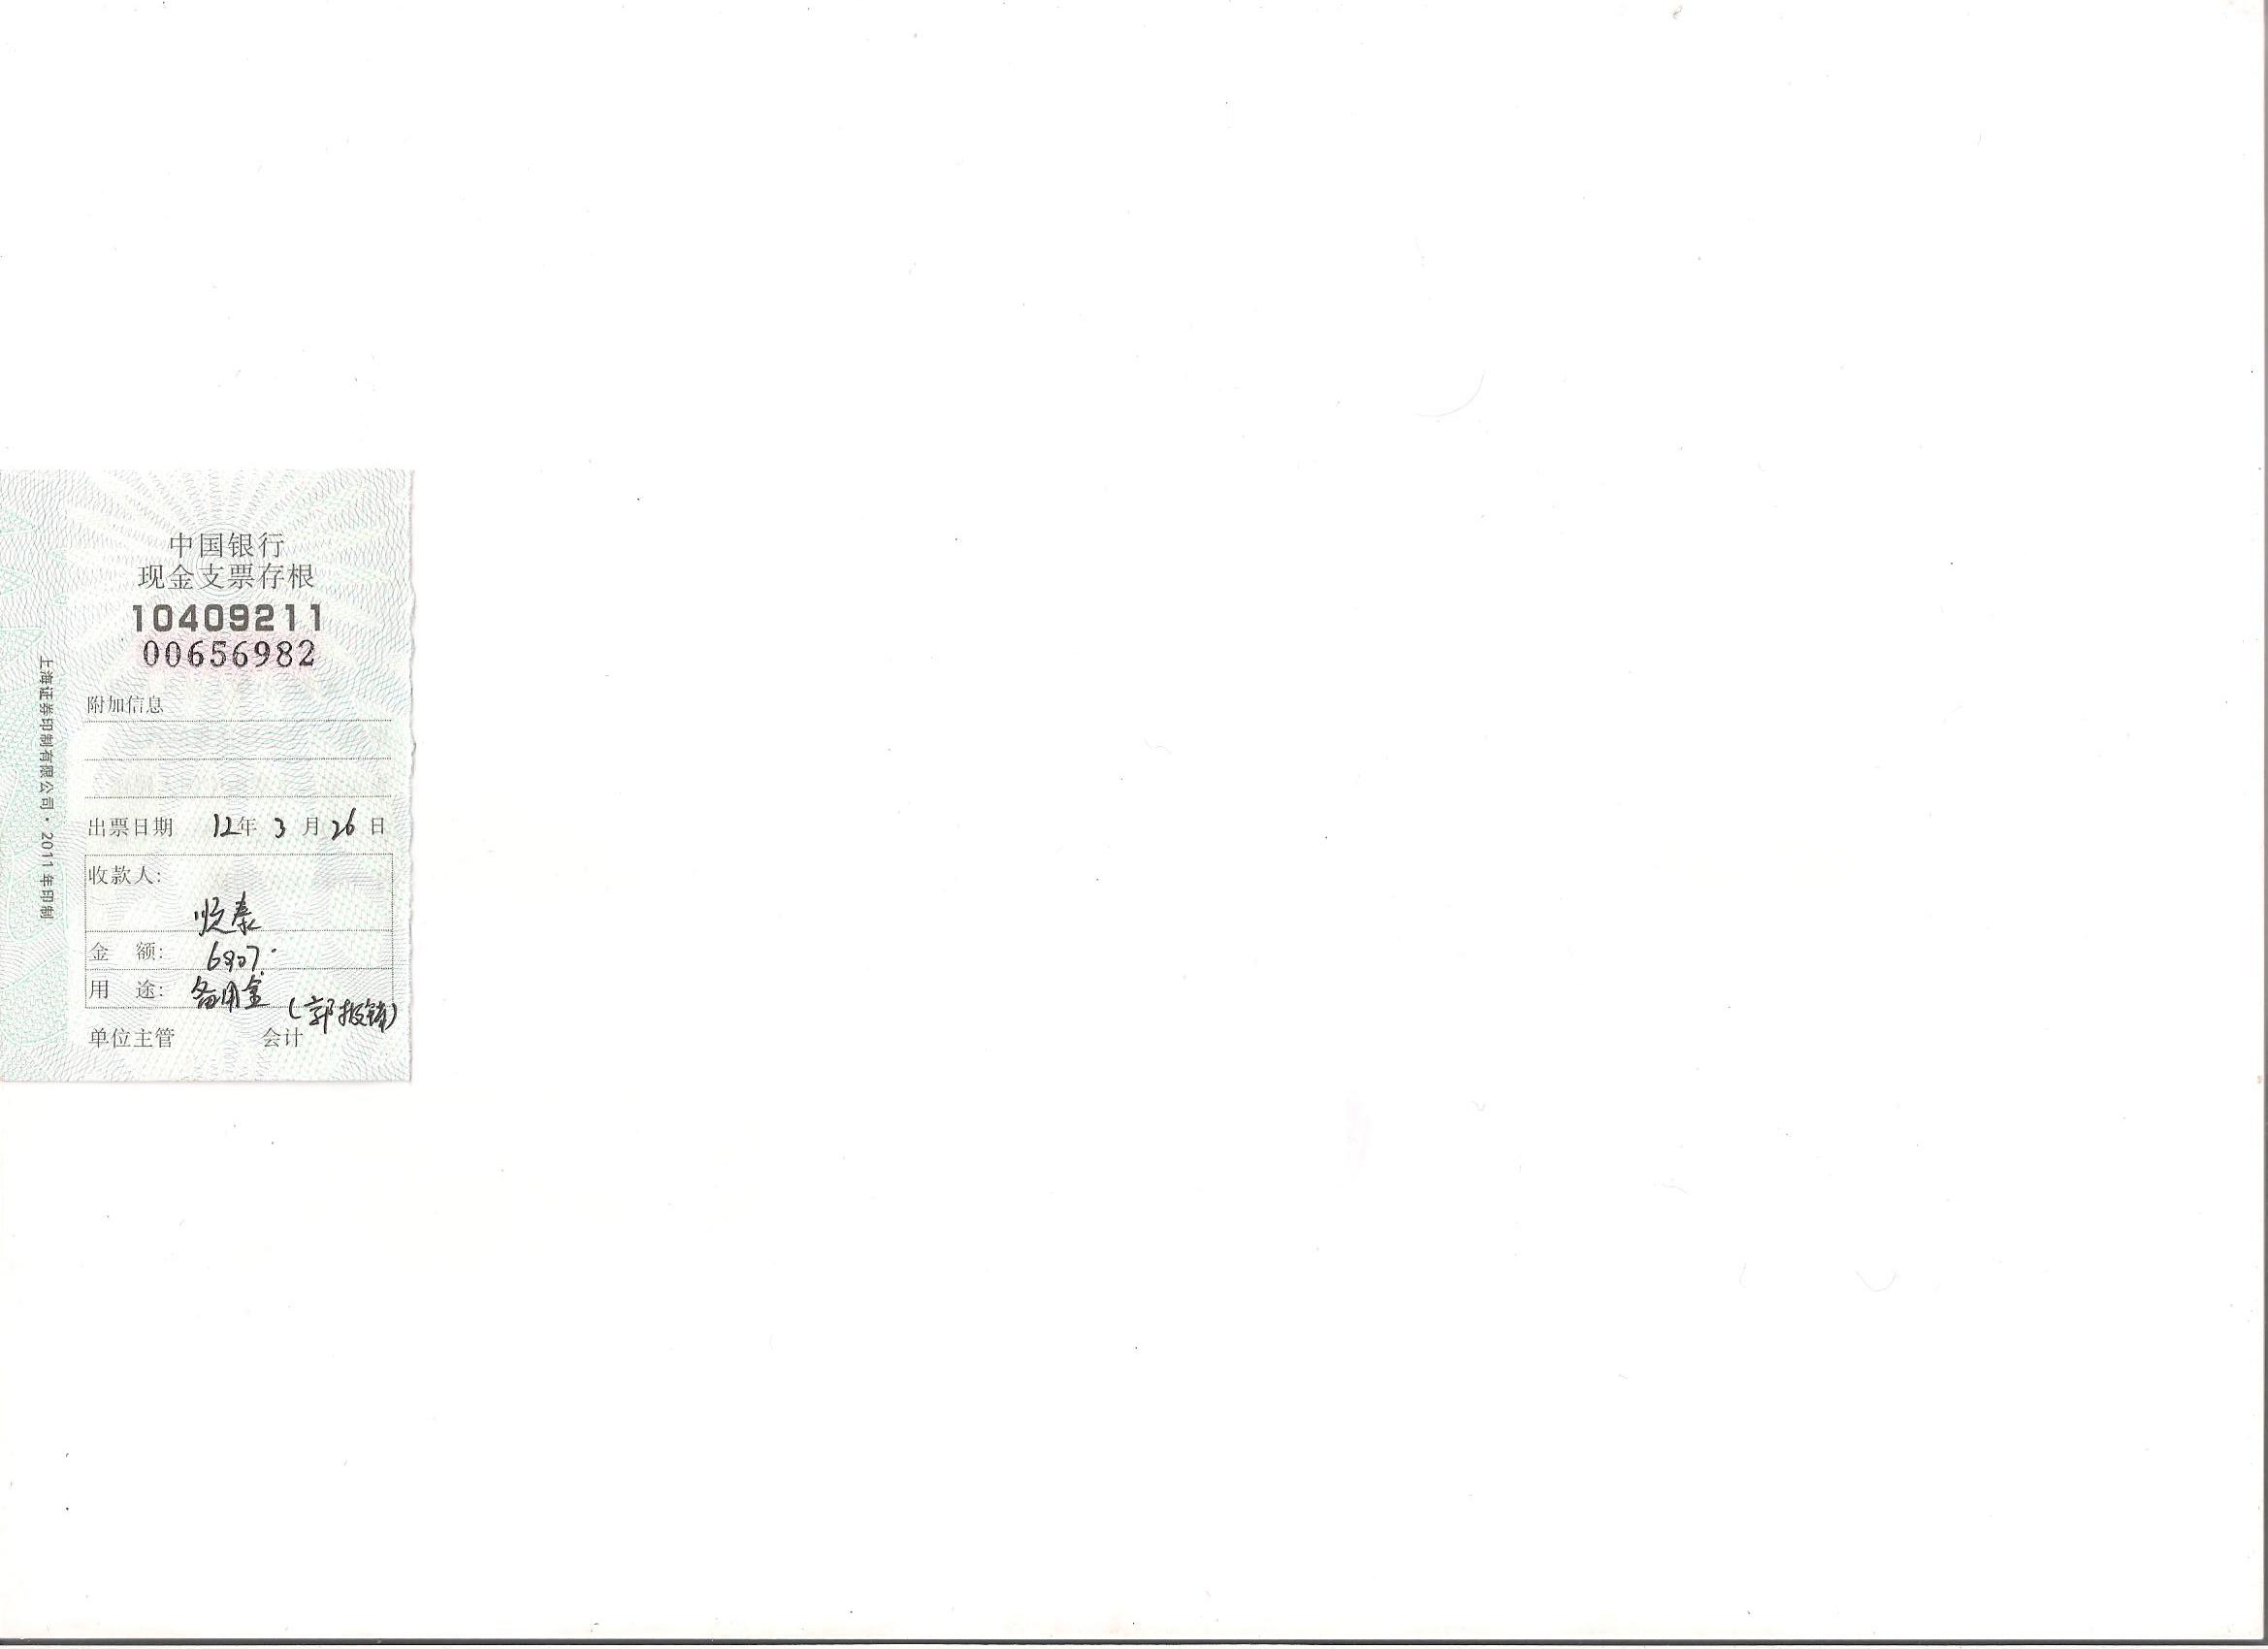 中国银行
现金支票存根
10409211
00656982
附加信息
出票日期 12年 3月 26日
收款人:
顺泰
金 额: 6907.
用 途: 备用金
(郭报销)
单位主管 会计
上海证券印制有限公司·2011年印制